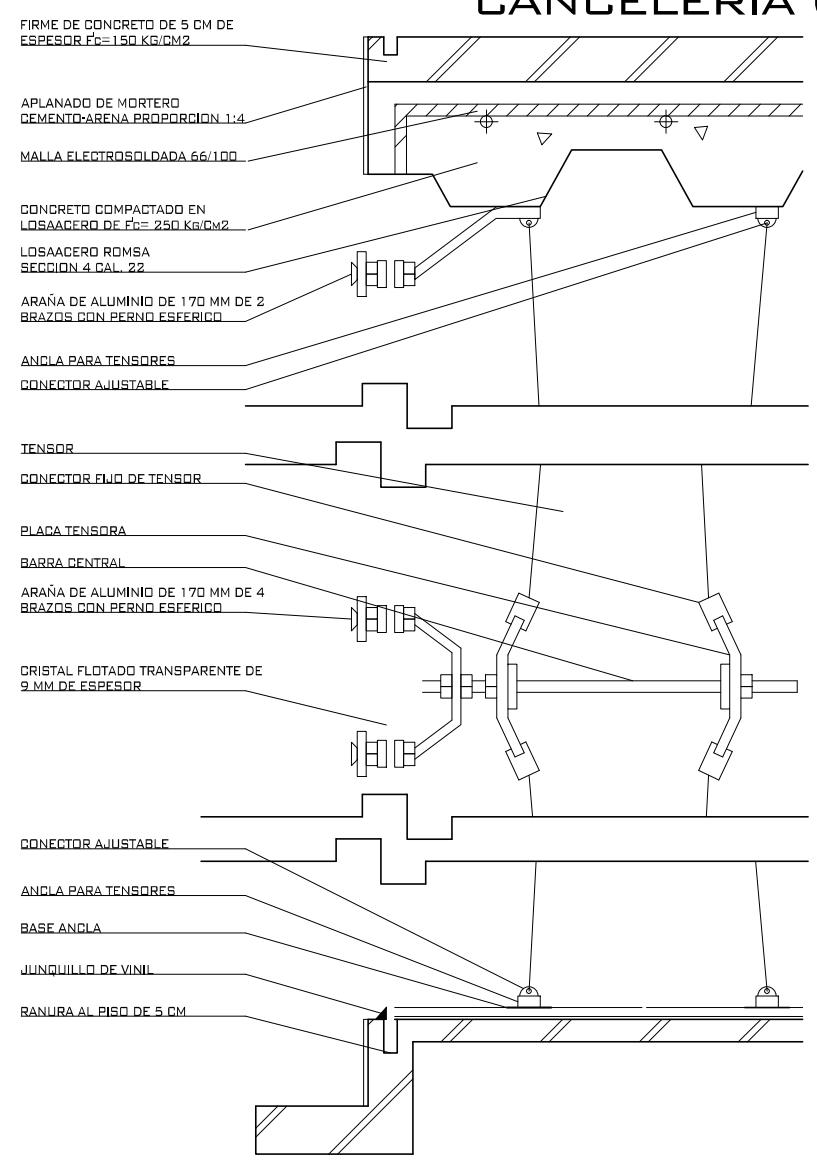 CANCELERIA
FIRME DE CONCRETO DE 5 CM DE
ESPESOR F'c=150 KG/CM2
APLANADO DE MORTERO
CEMENTO-ARENA PROPORCION 1:4
MALLA ELECTROSOLDADA 66/100
CONCRETO COMPACTADO EN
LOSAACERO DE F'c= 250 KG/CM2
LOSAACERO ROMSA
SECCION 4 CAL. 22
ARAÑA DE ALUMINIO DE 170 MM DE 2
BRAZOS CON PERNO ESFERICO
ANCLA PARA TENSORES
CONECTOR AJUSTABLE
TENSOR
CONECTOR FIJO DE TENSOR
PLACA TENSORA
BARRA CENTRAL
ARAÑA DE ALUMINIO DE 170 MM DE 4
BRAZOS CON PERNO ESFERICO
CRISTAL FLOTADO TRANSPARENTE DE
9 MM DE ESPESOR
CONECTOR AJUSTABLE
ANCLA PARA TENSORES
BASE ANCLA
JUNQUILLO DE VINIL
RANURA AL PISO DE 5 CM